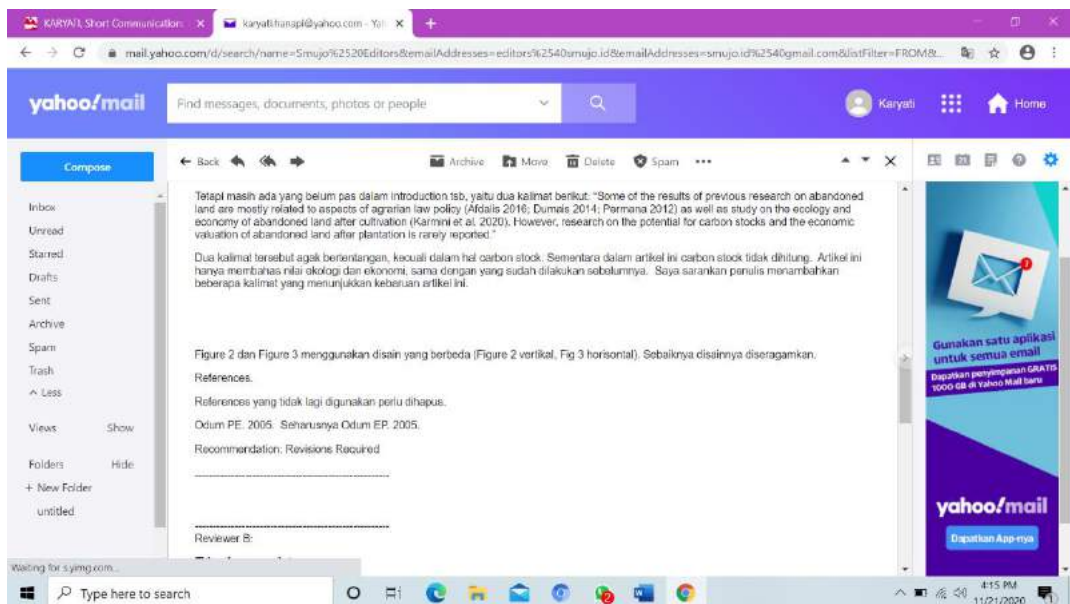 KARYATI, Short Communication:
karyati.hanapi@yahoo.com - Yah
mail.yahoo.com/d/search/name=Smujo%2520Editors&emailAddresses=editors%2540smujo.id&emailAddresses=smujo.id%2540gmail.com&listFilter=FROM&...
yahoo!mail
Find messages, documents, photos or people
Karyati
Home
Compose
Back
Archive
Move
Delete
Spam
Inbox
Unread
Starred
Drafts
Sent
Archive
Spam
Trash
Less
Views Show
Folders Hide
+ New Folder
untitled
Tetapi masih ada yang belum pas dalam introduction tsb, yaitu dua kalimat berikut: "Some of the results of previous research on abandoned
land are mostly related to aspects of agrarian law policy (Afdalis 2016; Dumais 2014; Permana 2012) as well as study on the ecology and
economy of abandoned land after cultivation (Karmini et al. 2020). However, research on the potential for carbon stocks and the economic
valuation of abandoned land after plantation is rarely reported."
Dua kalimat tersebut agak bertentangan, kecuali dalam hal carbon stock. Sementara dalam artikel ini carbon stock tidak dihitung. Artikel ini
hanya membahas nilai ekologi dan ekonomi, sama dengan yang sudah dilakukan sebelumnya. Saya sarankan penulis menambahkan
beberapa kalimat yang menunjukkan kebaruan artikel ini.
Figure 2 dan Figure 3 menggunakan disain yang berbeda (Figure 2 vertikal, Fig 3 horisontal). Sebaiknya disainnya diseragamkan.
References.
References yang tidak lagi digunakan perlu dihapus.
Odum PE. 2005. Seharusnya Odum EP. 2005.
Recommendation: Revisions Required
------------------------------------------------------
------------------------------------------------------
Reviewer B:
Gunakan satu aplikasi
untuk semua email
Dapatkan penyimpanan GRATIS
1000 GB di Yahoo Mail baru
yahoo!mail
Dapatkan App-nya
Waiting for s.yimg.com...
Type here to search
4:15 PM
11/21/2020